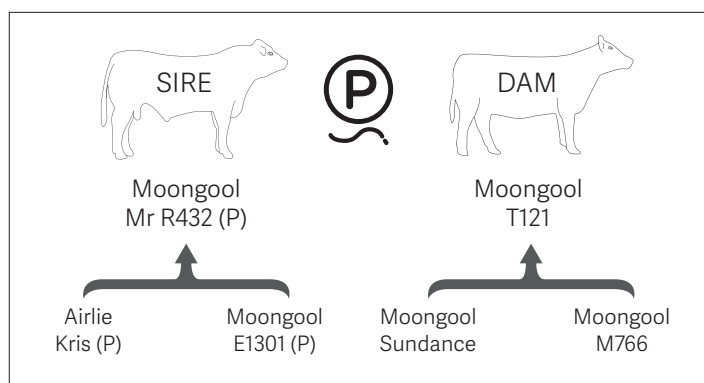 SIRE
P
DAM
Moongool
Mr R432 (P)
Moongool
T121
Airlie
Kris (P)
Moongool
E1301 (P)
Moongool
Sundance
Moongool
M766